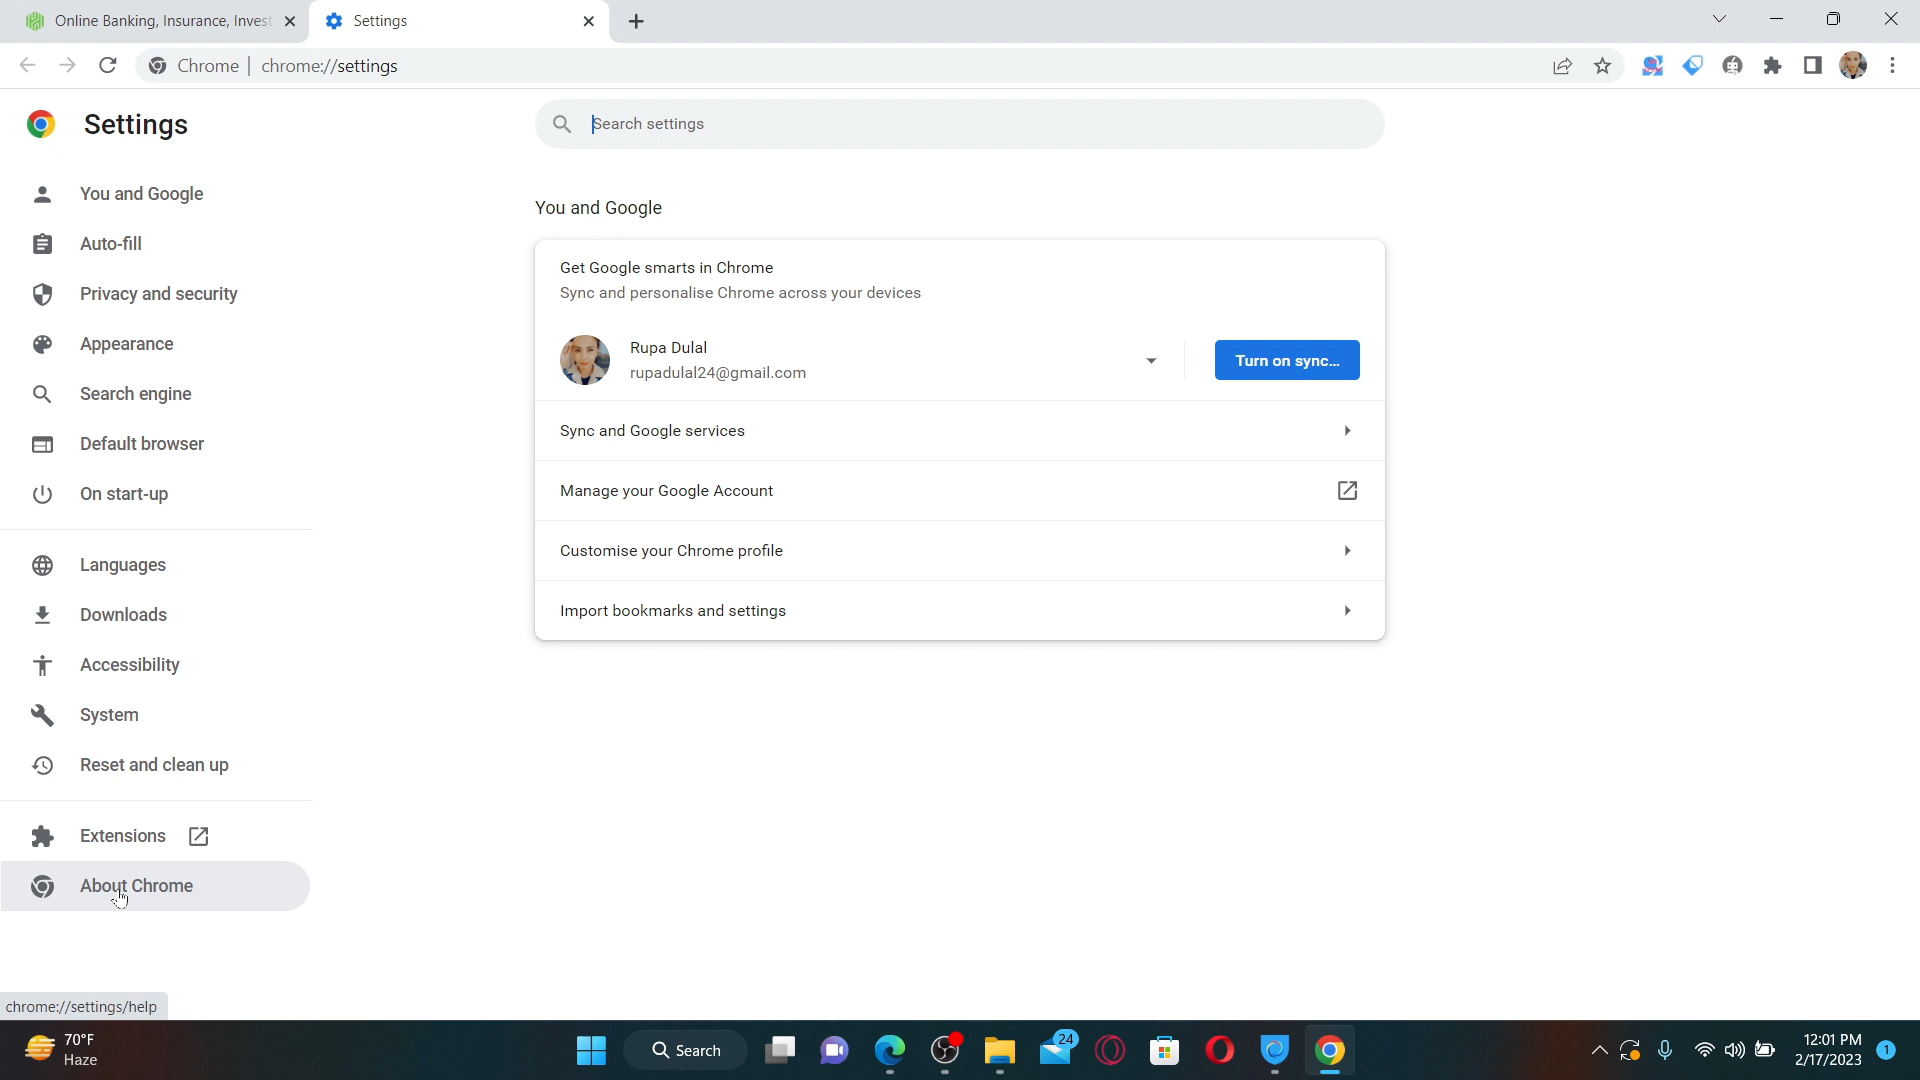 Online Banking, Insurance, Invest
Settings
Chrome | chrome://settings
Settings
Search settings
You and Google
Auto-fill
Privacy and security
Appearance
Search engine
Default browser
On start-up
Languages
Downloads
Accessibility
System
Reset and clean up
Extensions
About Chrome
You and Google
Get Google smarts in Chrome
Sync and personalise Chrome across your devices
Rupa Dulal
rupadulal24@gmail.com
Turn on sync...
Sync and Google services
Manage your Google Account
Customise your Chrome profile
Import bookmarks and settings
chrome://settings/help
70°F
Haze
Search
24
12:01 PM
2/17/2023
1